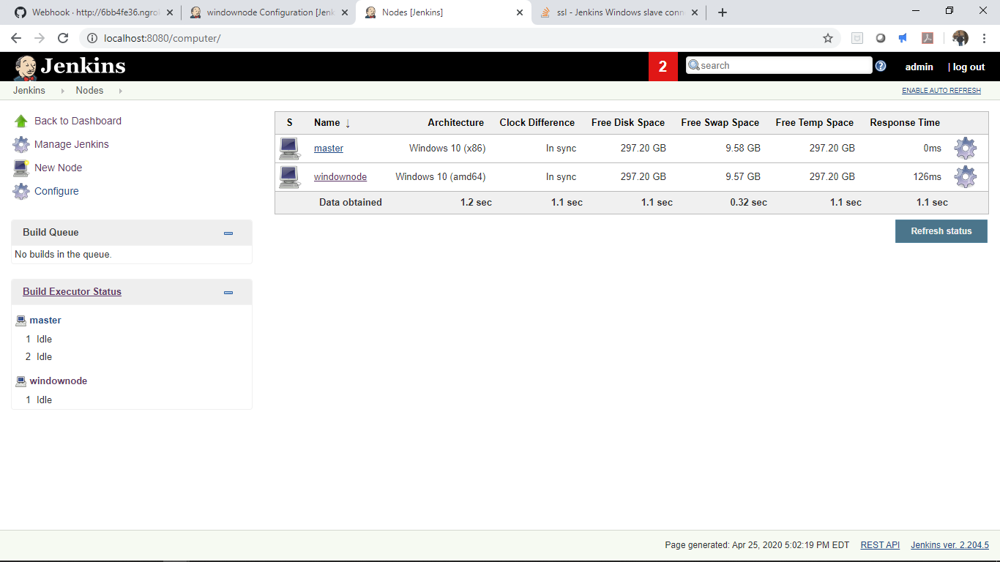 Webhook · http://6bb4fe36.ngrol
windownode Configuration [Jenk
Nodes [Jenkins]
ssl - Jenkins Windows slave conn
localhost:8080/computer/
Jenkins
2
search
admin
| log out
Jenkins
Nodes
ENABLE AUTO REFRESH
Back to Dashboard
Manage Jenkins
New Node
Configure
S Name ↓ Architecture Clock Difference Free Disk Space Free Swap Space Free Temp Space Response Time
master Windows 10 (x86) In sync 297.20 GB 9.58 GB 297.20 GB 0ms
windownode Windows 10 (amd64) In sync 297.20 GB 9.57 GB 297.20 GB 126ms
Data obtained 1.2 sec 1.1 sec 1.1 sec 0.32 sec 1.1 sec 1.1 sec
Refresh status
Build Queue
No builds in the queue.
Build Executor Status
master
1 Idle
2 Idle
windownode
1 Idle
Page generated: Apr 25, 2020 5:02:19 PM EDT REST API Jenkins ver. 2.204.5